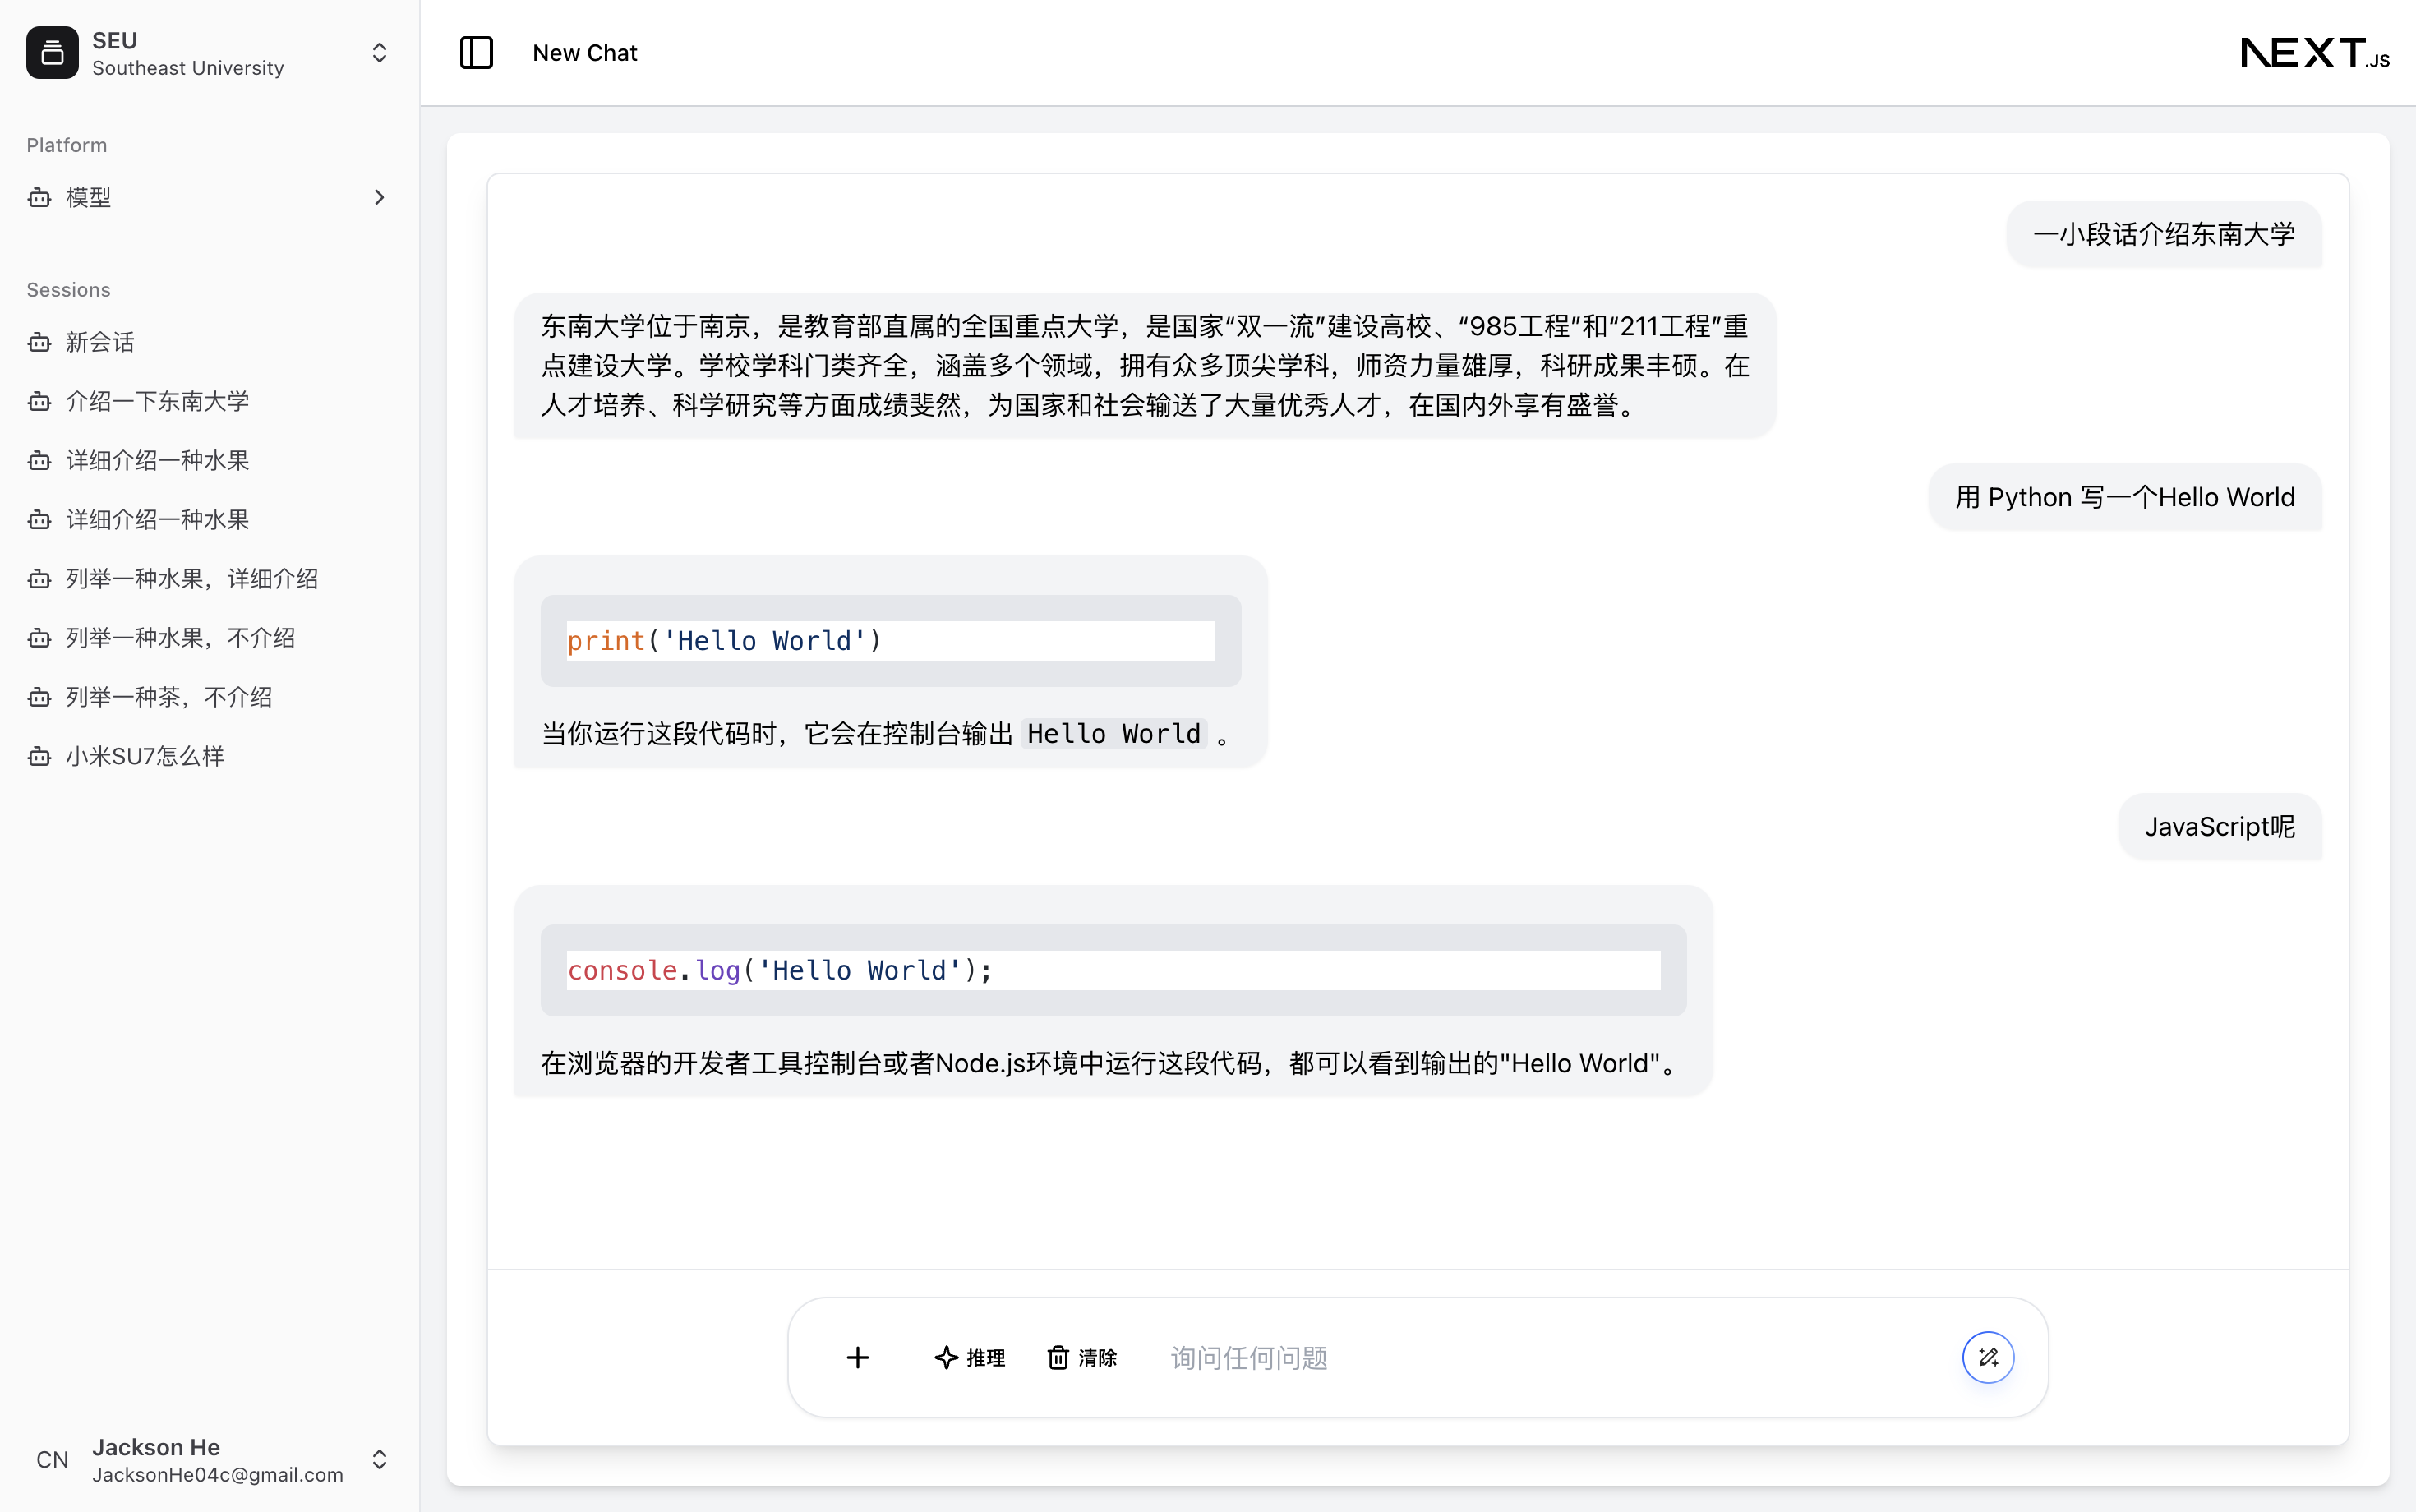 SEU
Southeast University
Platform
模型
Sessions
新会话
介绍一下东南大学
详细介绍一种水果
详细介绍一种水果
列举一种水果，详细介绍
列举一种水果，不介绍
列举一种茶，不介绍
小米SU7怎么样
CN
Jackson He
JacksonHe04c@gmail.com
New Chat
NEXT.JS
一小段话介绍东南大学
东南大学位于南京，是教育部直属的全国重点大学，是国家“双一流”建设高校、“985工程”和“211工程”重
点建设大学。学校学科门类齐全，涵盖多个领域，拥有众多顶尖学科，师资力量雄厚，科研成果丰硕。在
人才培养、科学研究等方面成绩斐然，为国家和社会输送了大量优秀人才，在国内外享有盛誉。
用 Python 写一个Hello World
print('Hello World')
当你运行这段代码时，它会在控制台输出 Hello World 。
JavaScript呢
console.log('Hello World');
在浏览器的开发者工具控制台或者Node.js环境中运行这段代码，都可以看到输出的"Hello World"。
推理
清除
询问任何问题